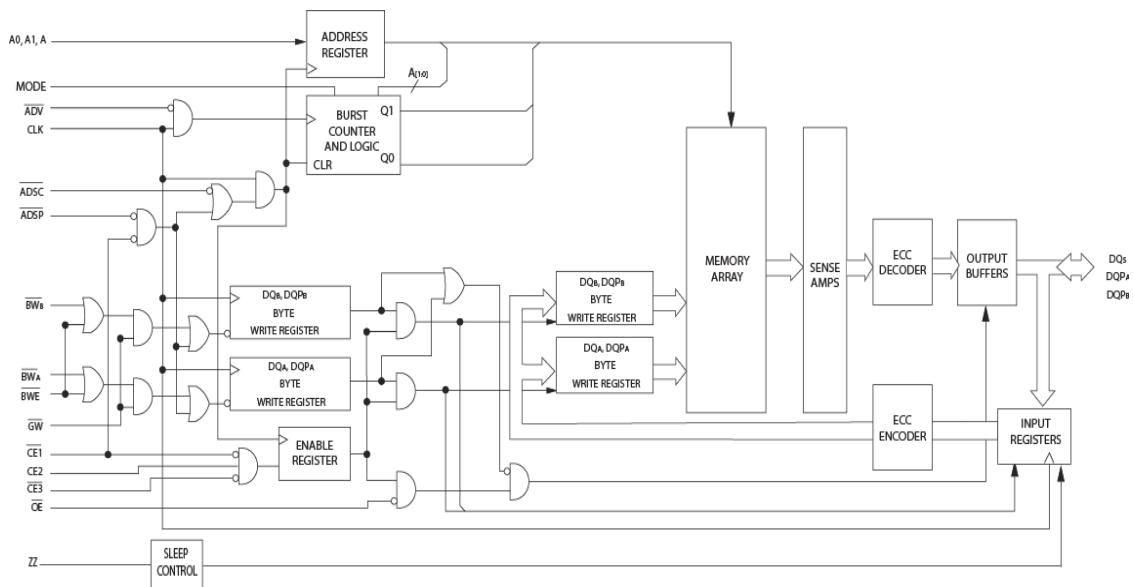 A0, A1, A
ADDRESS
REGISTER
MODE
A[1:0]
ADV
CLK
BURST
COUNTER
AND LOGIC
Q1
Q0
CLR
ADSC
ADSP
MEMORY
ARRAY
SENSE
AMPS
ECC
DECODER
OUTPUT
BUFFERS
DQs
DQPA
DQPB
BWB
DQB, DQPB
BYTE
WRITE REGISTER
DQB, DQPB
BYTE
WRITE REGISTER
BWA
BWE
DQA, DQPA
BYTE
WRITE REGISTER
DQA, DQPA
BYTE
WRITE REGISTER
GW
CE1
CE2
CE3
OE
ENABLE
REGISTER
ECC
ENCODER
INPUT
REGISTERS
ZZ
SLEEP
CONTROL